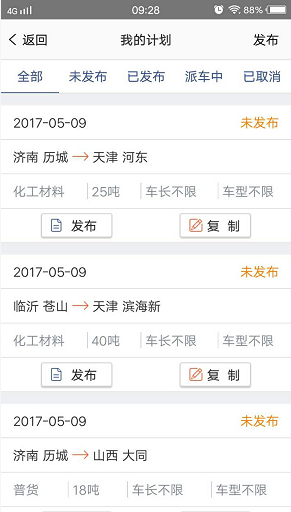 4G 09:28 88%
返回 我的计划 发布
全部 未发布 已发布 派车中 已取消
2017-05-09 未发布
济南 历城 天津 河东
化工材料 25吨 车长不限 车型不限
发布 复制
2017-05-09 未发布
临沂 苍山 天津 滨海新
化工材料 40吨 车长不限 车型不限
发布 复制
2017-05-09 未发布
济南 历城 山西 大同
普货 18吨 车长不限 车型不限